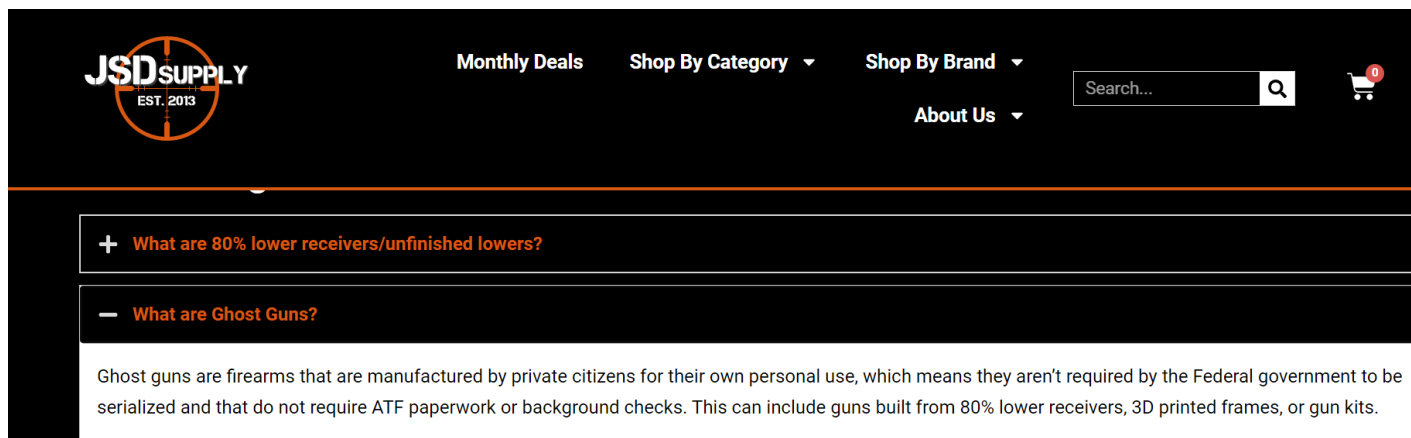 JSD SUPPLY
EST. 2013
Monthly Deals
Shop By Category
Shop By Brand
About Us
Search...
0
What are 80% lower receivers/unfinished lowers?
What are Ghost Guns?
Ghost guns are firearms that are manufactured by private citizens for their own personal use, which means they aren’t required by the Federal government to be
serialized and that do not require ATF paperwork or background checks. This can include guns built from 80% lower receivers, 3D printed frames, or gun kits.